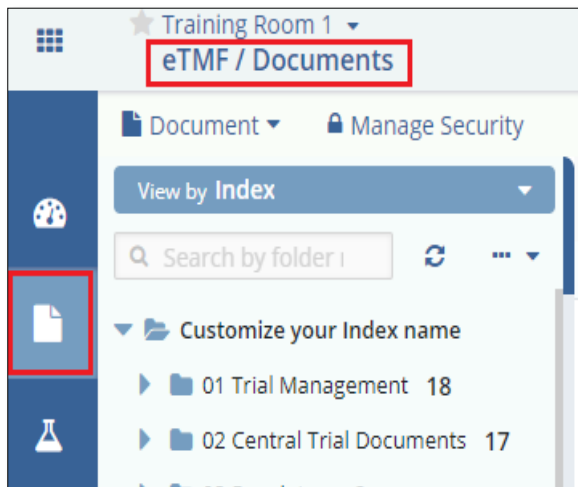 Training Room 1
eTMF / Documents
Document
Manage Security
View by Index
Search by folder
Customize your Index name
01 Trial Management 18
02 Central Trial Documents 17